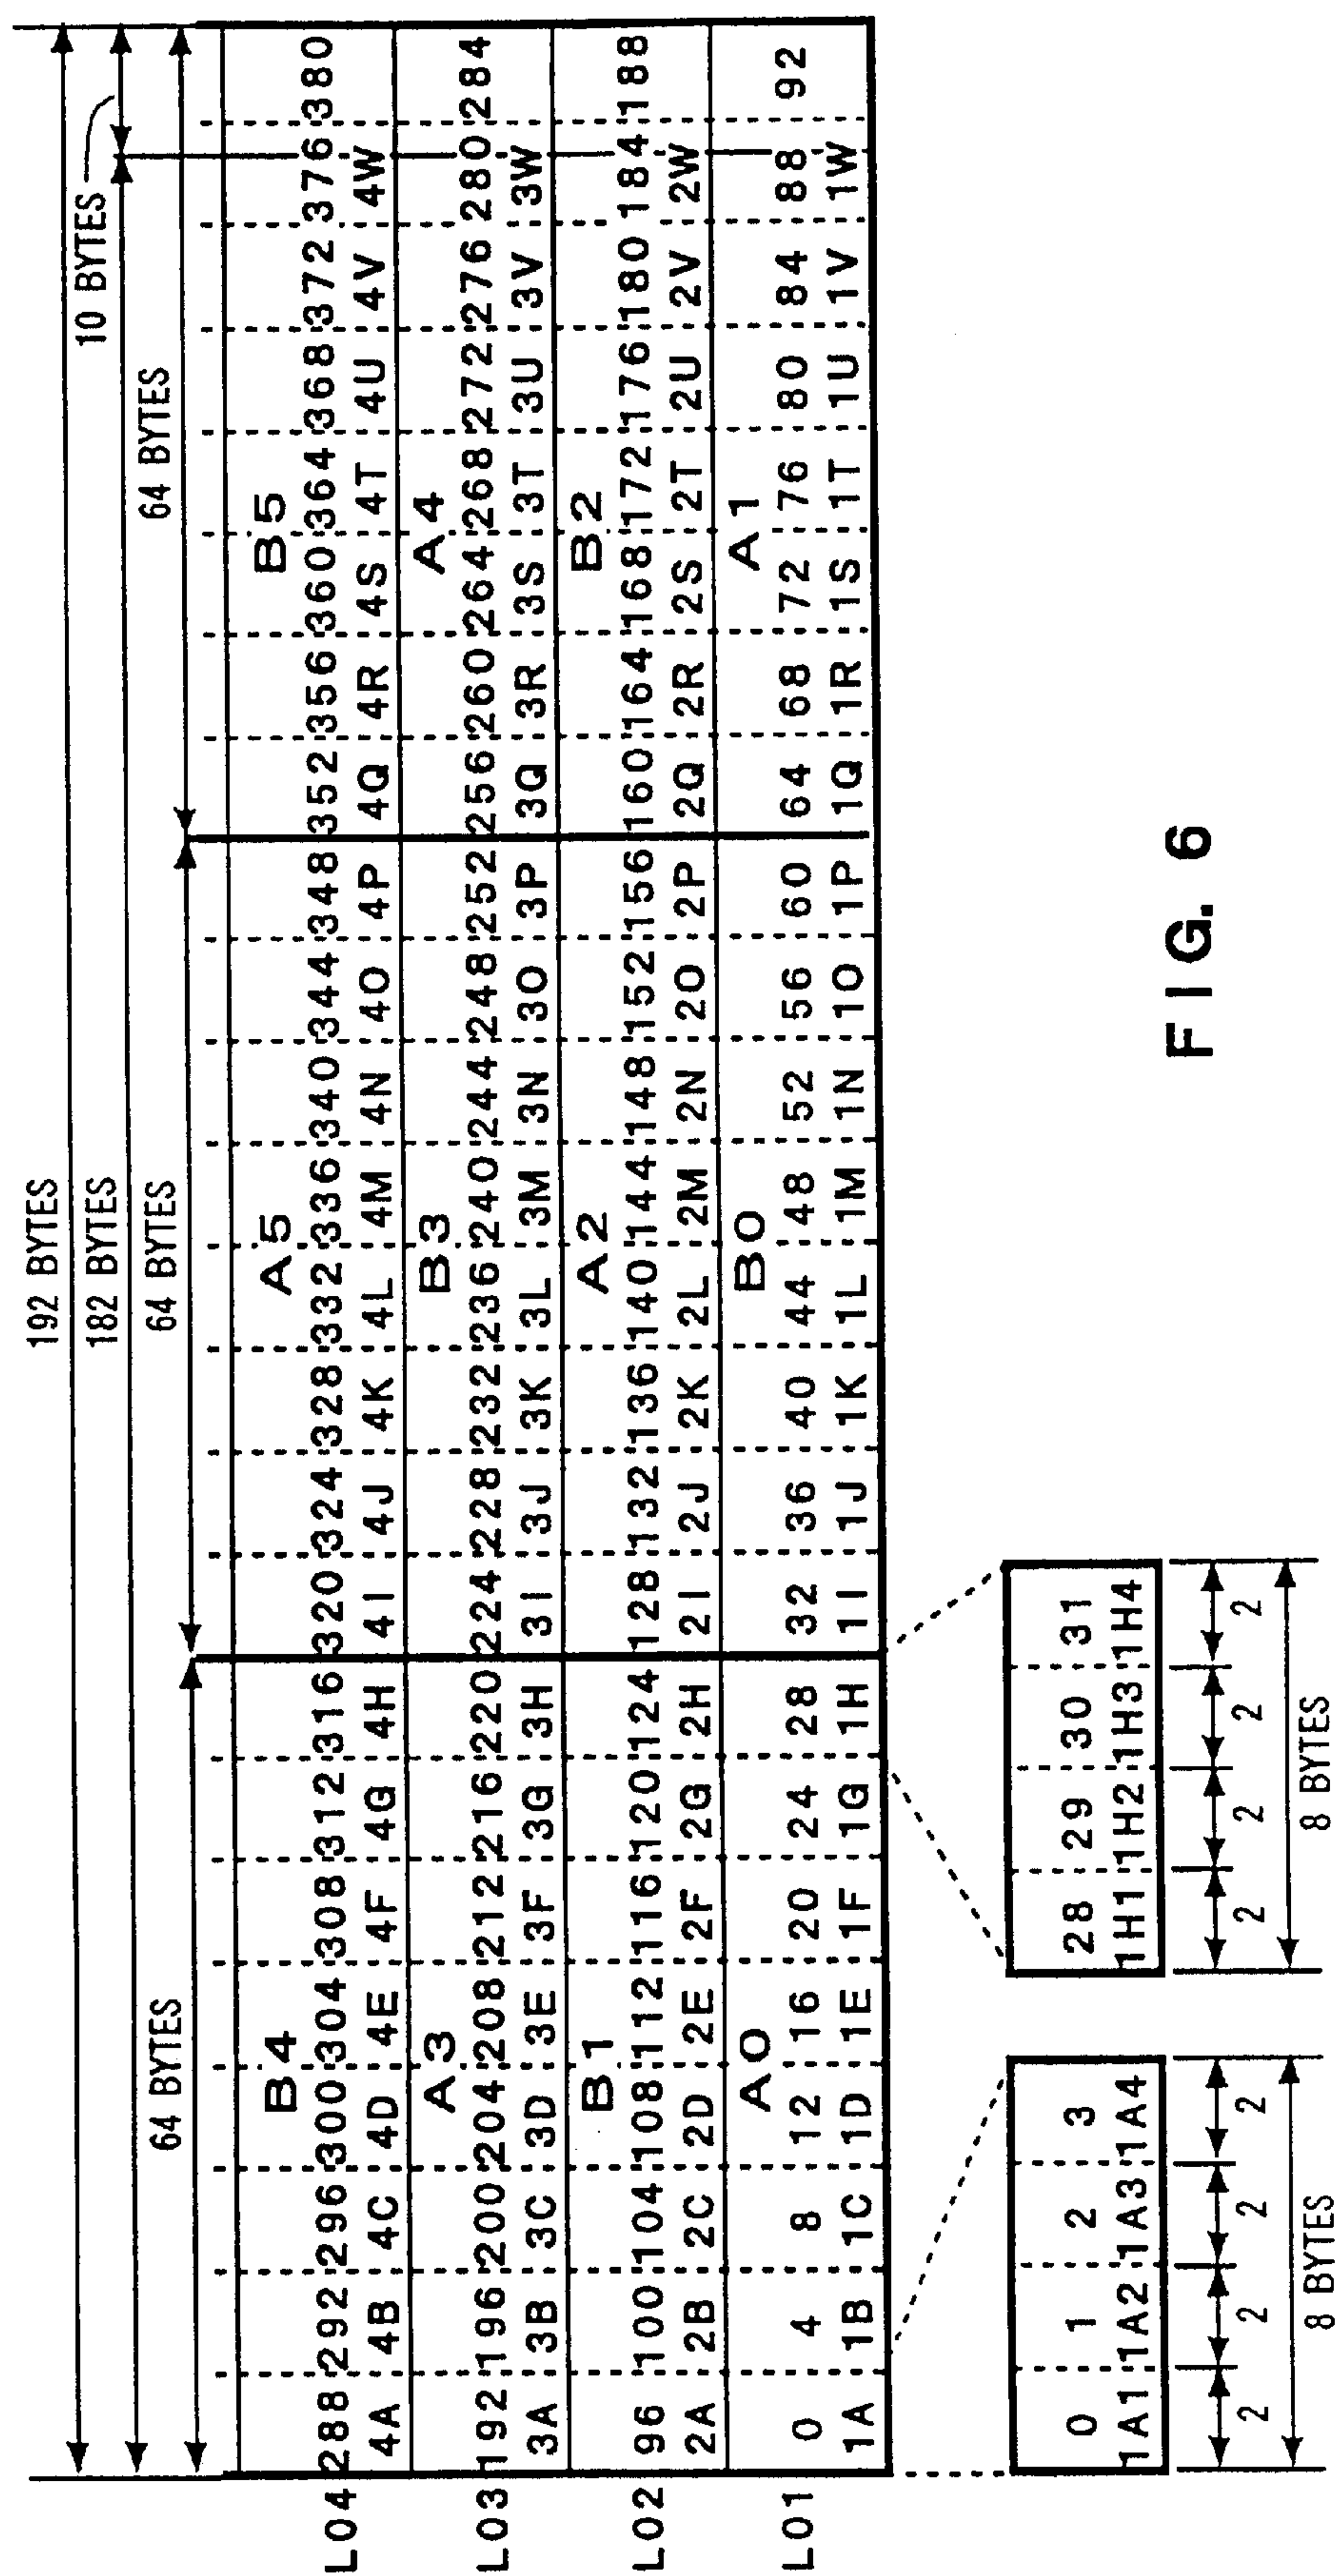 192 BYTES
182 BYTES
10 BYTES
64 BYTES
64 BYTES
64 BYTES
B4
A5
B5
L04
288 292 296 300 304 308 312 316 320 324 328 332 336 340 344 348 352 356 360 364 368 372 376 380
4A 4B 4C 4D 4E 4F 4G 4H 4I 4J 4K 4L 4M 4N 4O 4P 4Q 4R 4S 4T 4U 4V 4W
A3
B3
A4
L03
192 196 200 204 208 212 216 220 224 228 232 236 240 244 248 252 256 260 264 268 272 276 280 284
3A 3B 3C 3D 3E 3F 3G 3H 3I 3J 3K 3L 3M 3N 3O 3P 3Q 3R 3S 3T 3U 3V 3W
B1
A2
B2
L02
96 100 104 108 112 116 120 124 128 132 136 140 144 148 152 156 160 164 168 172 176 180 184 188
2A 2B 2C 2D 2E 2F 2G 2H 2I 2J 2K 2L 2M 2N 2O 2P 2Q 2R 2S 2T 2U 2V 2W
A0
B0
A1
L01
0 4 8 12 16 20 24 28 32 36 40 44 48 52 56 60 64 68 72 76 80 84 88 92
1A 1B 1C 1D 1E 1F 1G 1H 1I 1J 1K 1L 1M 1N 1O 1P 1Q 1R 1S 1T 1U 1V 1W
0 1 2 3
1A1 1A2 1A3 1A4
2 2 2 2
8 BYTES
28 29 30 31
1H1 1H2 1H3 1H4
2 2 2 2
8 BYTES
FIG. 6